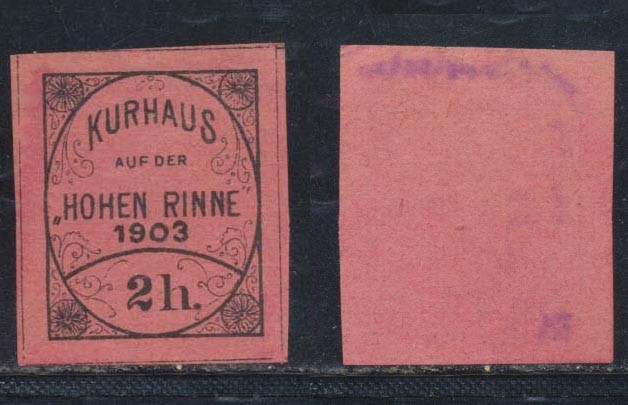 KURHAUS
AUF DER
„HOHEN RINNE"
1903
2h.